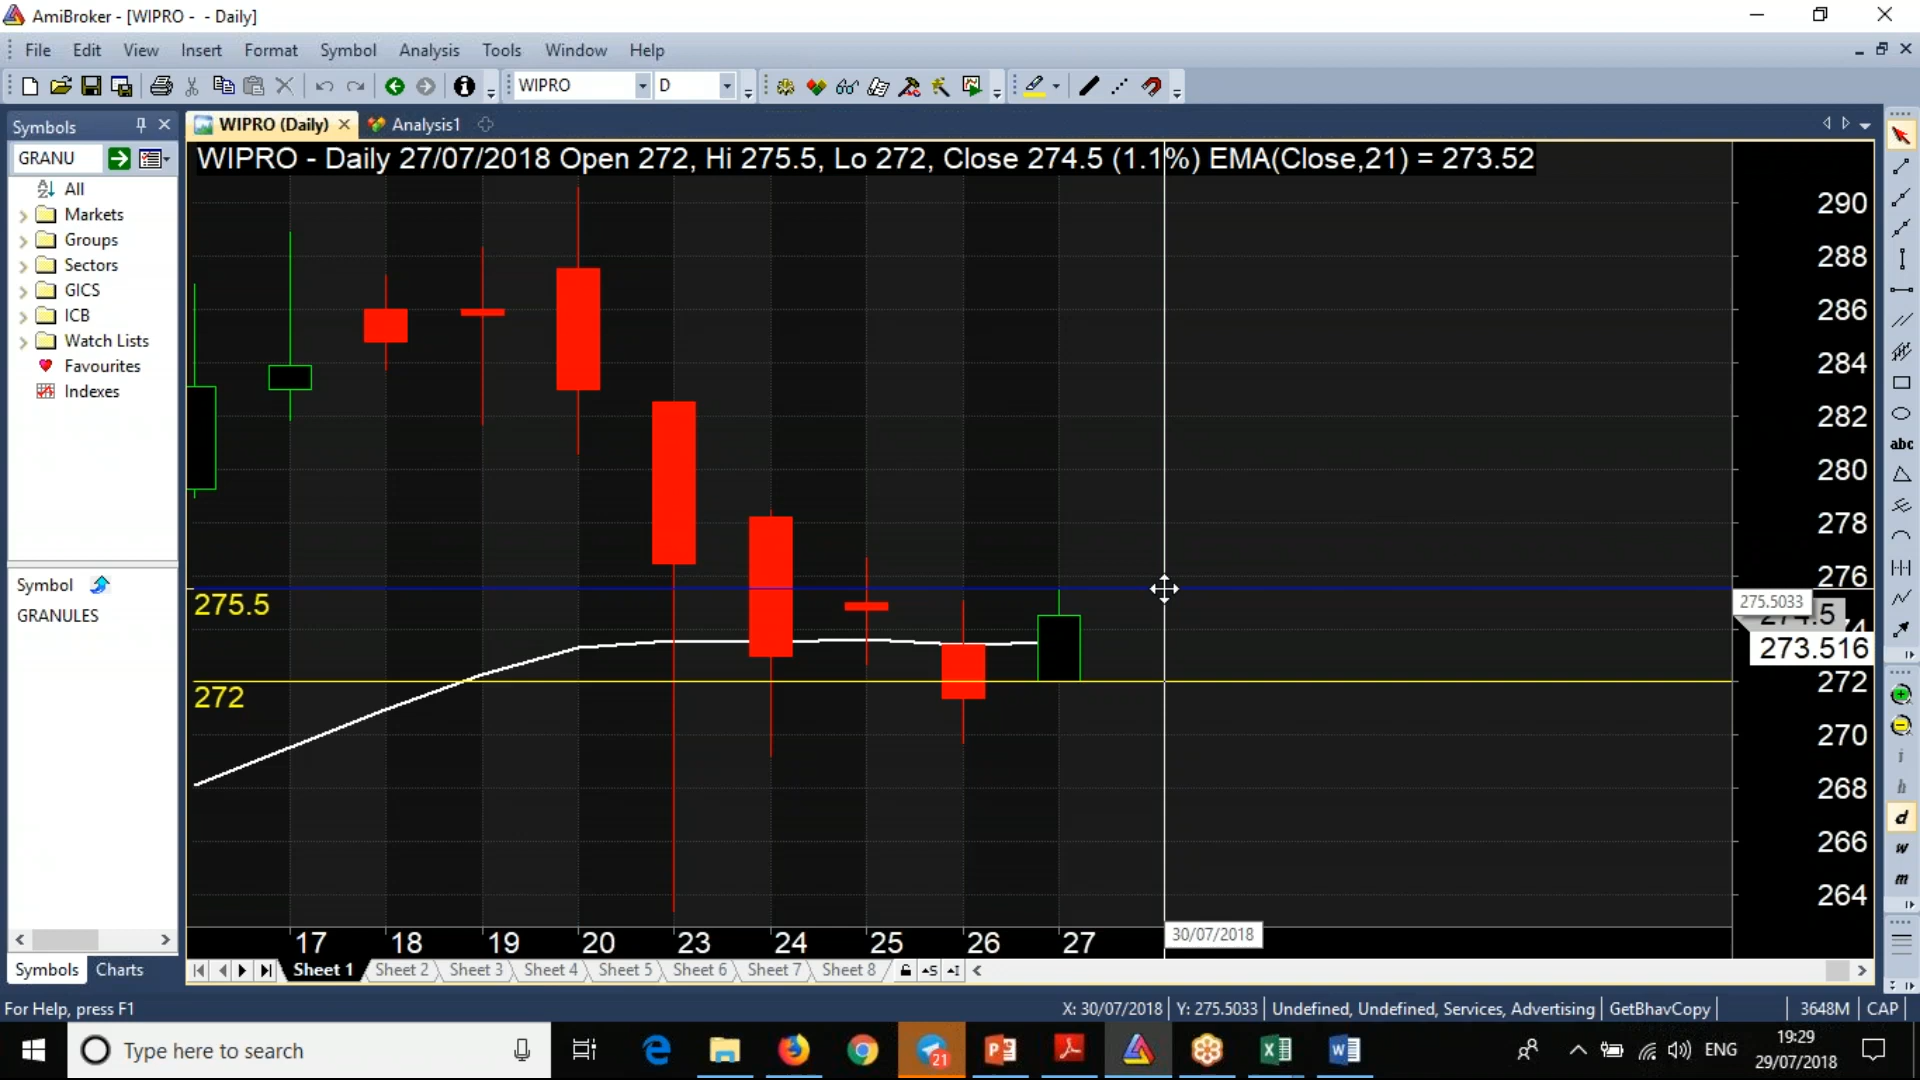 AmiBroker - [WIPRO - - Daily]
File Edit View Insert Format Symbol Analysis Tools Window Help
WIPRO D
Symbols
WIPRO (Daily) Analysis1
GRANU
WIPRO - Daily 27/07/2018 Open 272, Hi 275.5, Lo 272, Close 274.5 (1.1%) EMA(Close,21) = 273.52
All
Markets
Groups
Sectors
GICS
ICB
Watch Lists
Favourites
Indexes
Symbol
GRANULES
290
288
286
284
282
280
278
276
275.5033
274.5
273.516
272
270
268
266
264
275.5
272
abc
i
h
d
w
m
17 18 19 20 23 24 25 26 27
30/07/2018
Symbols Charts
Sheet 1 Sheet 2 Sheet 3 Sheet 4 Sheet 5 Sheet 6 Sheet 7 Sheet 8
For Help, press F1
X: 30/07/2018 Y: 275.5033 Undefined, Undefined, Services, Advertising GetBhavCopy 3648M CAP
Type here to search
21
ENG
19:29
29/07/2018